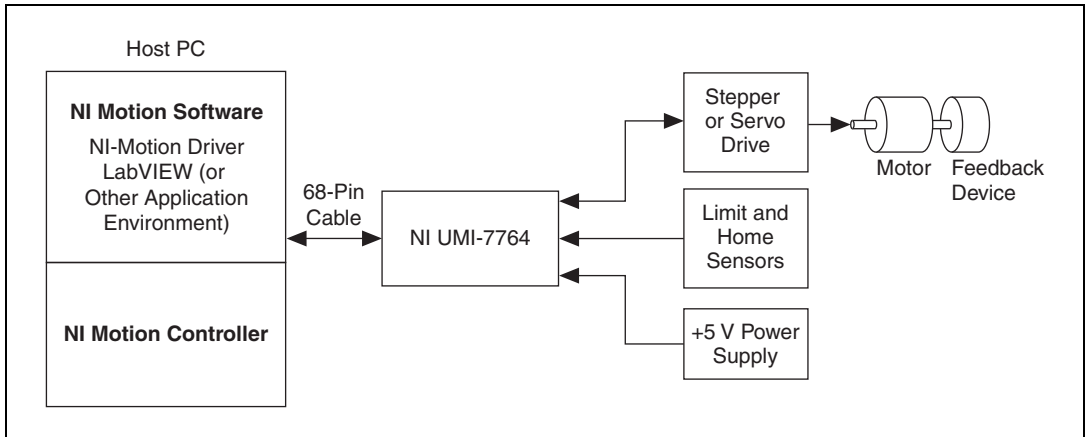 Host PC
NI Motion Software
NI-Motion Driver
LabVIEW (or
Other Application
Environment)
NI Motion Controller
68-Pin
Cable
NI UMI-7764
Stepper
or Servo
Drive
Motor
Feedback
Device
Limit and
Home
Sensors
+5 V Power
Supply